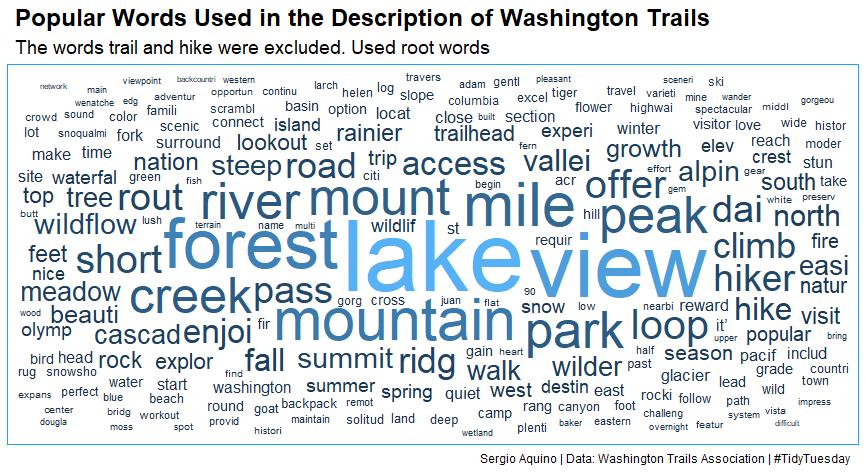 Popular Words Used in the Description of Washington Trails
The words trail and hike were excluded. Used root words
network main viewpoint backcountri western travers adam gentl pleasant sceneri ski
wenatche edg adventur opportun continu larch helen log slope columbia excel tiger travel varieti mine wander gorgeou
crowd sound color famili scrambl basin option locat close built section flower highwai spectacular middl
lot snoqualmi fork scenic connect island rainier trailhead experi winter visitor love wide histor
make time surround lookout set fern growth elev reach moder
site waterfal green nation steep road trip access vallei effort alpin gear crest stun
top tree rout fish citi begin acr offer gem south take
butt wildflow lush river mount mile hill peak dai white preserv north
feet short terrain forest name multi wildlif st lake requir view climb fire
nice meadow creek pass gorg cross juan flat 90 snow low nearbi reward hiker hike easi natur
wood beauti olymp cascad enjoi fir mountain park loop it' upper visit popular bring
bird head rock explor fall summit ridg gain heart walk wilder half past season pacif includ
rug snowsho find glacier grade countri
expans perfect water start washington summer spring quiet west destin east rocki follow lead wild town
blue beach round goat backpack remot camp rang canyon foot path impress
center bridg workout provid maintain solitud land deep plenti baker eastern challeng system vista
dougla moss spot histori wetland overnight featur difficult
Sergio Aquino | Data: Washington Trails Association | #TidyTuesday